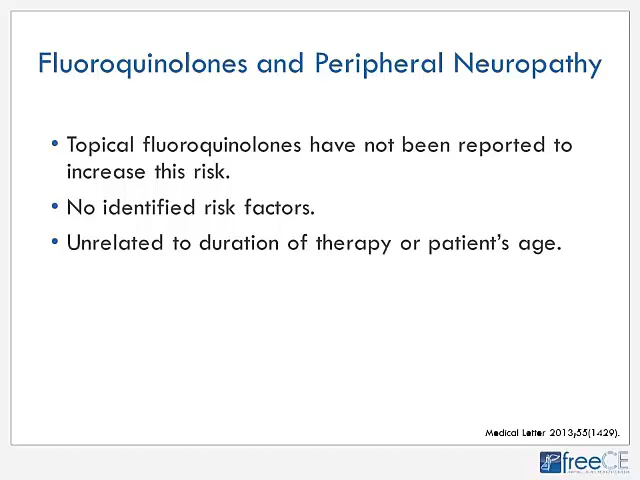 Fluoroquinolones and Peripheral Neuropathy
• Topical fluoroquinolones have not been reported to
increase this risk.
• No identified risk factors.
• Unrelated to duration of therapy or patient's age.
Medical Letter 2013;55(1429).
freeCE